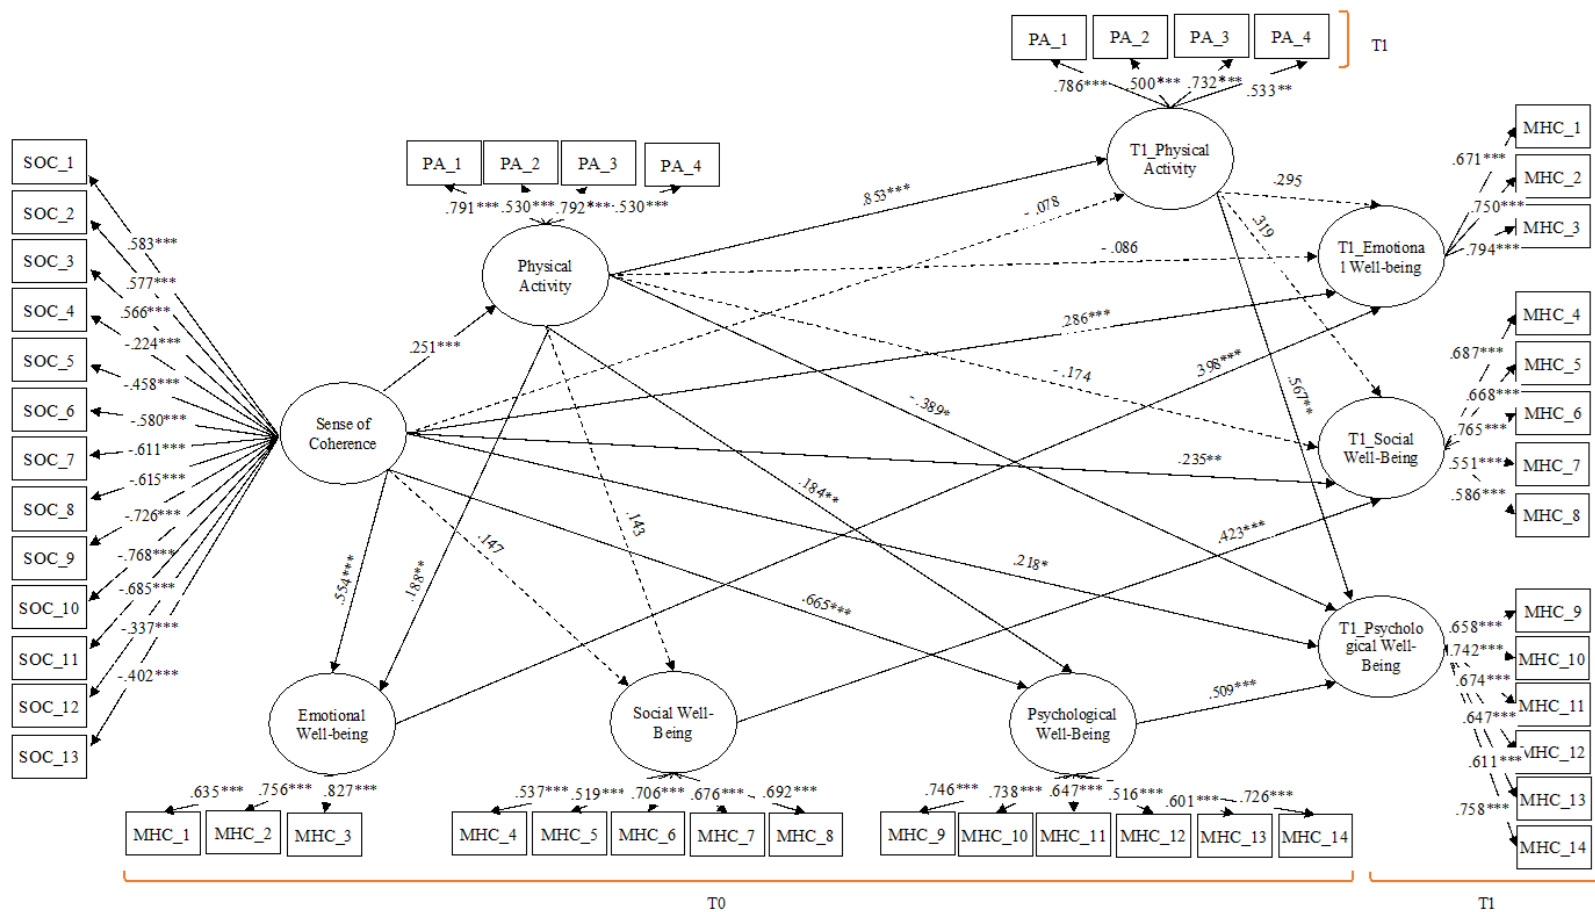 PA_1
PA_2
PA_3
PA_4
T1
.786***
.500***
.732***
.533**
T1_Physical
Activity
SOC_1
SOC_2
SOC_3
SOC_4
SOC_5
SOC_6
SOC_7
SOC_8
SOC_9
SOC_10
SOC_11
SOC_12
SOC_13
.583***
.577***
.566***
-.224***
-.458***
-.580***
-.611***
-.615***
-.726***
-.768***
-.685***
-.337***
-.402***
PA_1
PA_2
PA_3
PA_4
.791***
.530***
.792***
.530***
Physical
Activity
Sense of
Coherence
.251***
.853***
-.078
-.086
.286***
-.174
-.389*
.398***
.295
.319
.567**
.235**
.423***
.218*
.184**
.143
.147
.188**
.554***
.665***
.509***
T1_Emotiona
l Well-being
T1_Social
Well-Being
T1_Psycholo
gical Well-
Being
MHC_1
MHC_2
MHC_3
.671***
.750***
.794***
MHC_4
MHC_5
MHC_6
MHC_7
MHC_8
.687***
.668***
.765***
.551***
.586***
MHC_9
MHC_10
MHC_11
MHC_12
MHC_13
MHC_14
.658***
.742***
.674***
.647***
.611***
.758***
Emotional
Well-being
Social Well-
Being
Psychological
Well-Being
.635***
.756***
.827***
.537***
.519***
.706***
.676***
.692***
.746***
.738***
.647***
.516***
.601***
.726***
MHC_1
MHC_2
MHC_3
MHC_4
MHC_5
MHC_6
MHC_7
MHC_8
MHC_9
MHC_10
MHC_11
MHC_12
MHC_13
MHC_14
T0
T1